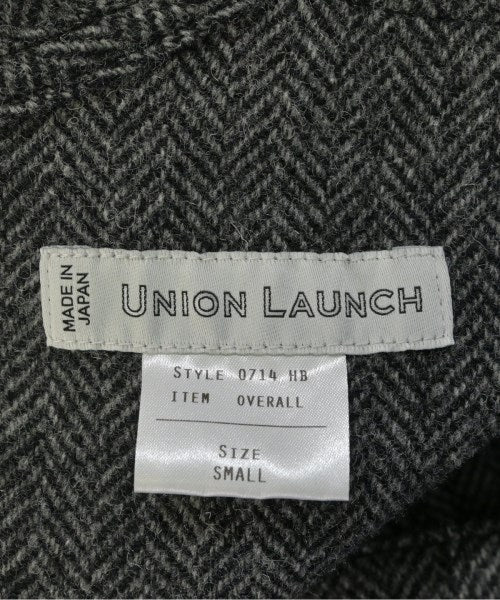 MADE IN
JAPAN
UNION LAUNCH
STYLE 0714 HB
ITEM OVERALL
SIZE
SMALL